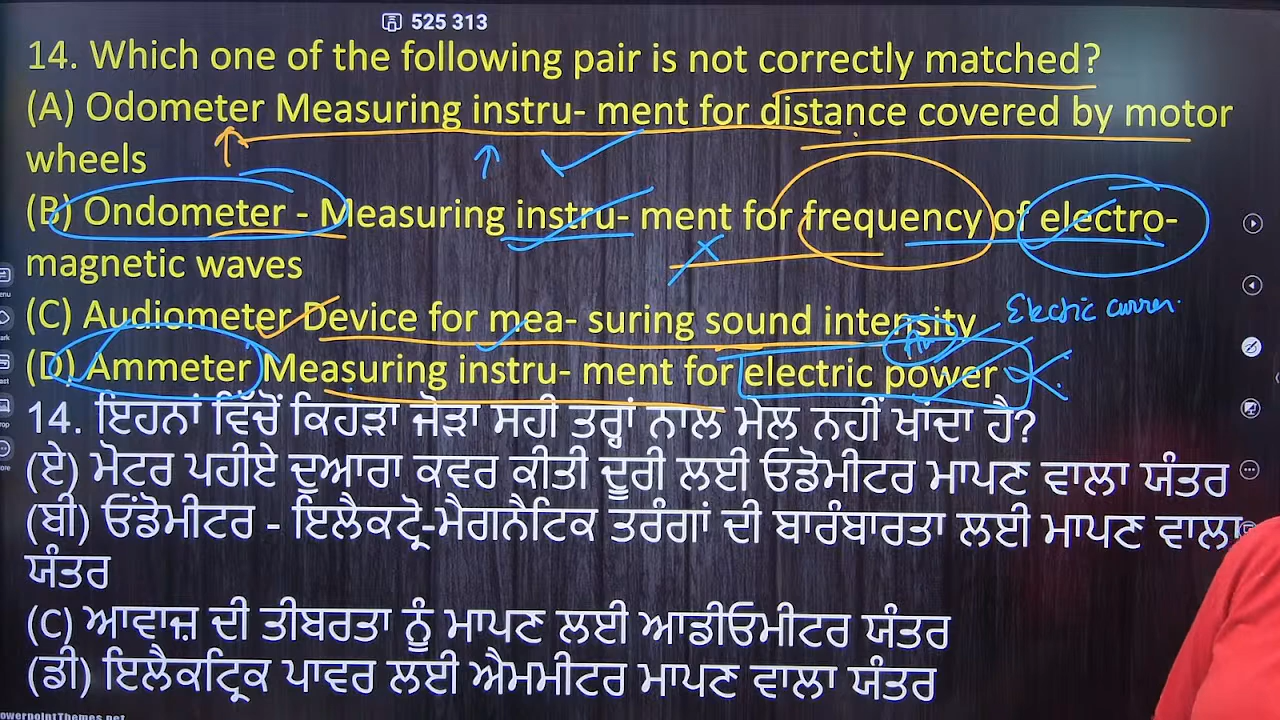 525 313
14. Which one of the following pair is not correctly matched?
(A) Odometer Measuring instru- ment for distance covered by motor
wheels
(B) Ondometer - Measuring instru- ment for frequency of electro-
magnetic waves
(C) Audiometer Device for mea- suring sound intensity
Electric curren
(D) Ammeter Measuring instru- ment for electric power
14. ਇਹਨਾਂ ਵਿੱਚੋਂ ਕਿਹੜਾ ਜੋੜਾ ਸਹੀ ਤਰ੍ਹਾਂ ਨਾਲ ਮੇਲ ਨਹੀਂ ਖਾਂਦਾ ਹੈ?
(ਏ) ਮੋਟਰ ਪਹੀਏ ਦੁਆਰਾ ਕਵਰ ਕੀਤੀ ਦੂਰੀ ਲਈ ਓਡੋਮੀਟਰ ਮਾਪਣ ਵਾਲਾ ਯੰਤਰ
(ਬੀ) ਓਂਡੋਮੀਟਰ - ਇਲੈਕਟ੍ਰੋ-ਮੈਗਨੈਟਿਕ ਤਰੰਗਾਂ ਦੀ ਬਾਰੰਬਾਰਤਾ ਲਈ ਮਾਪਣ ਵਾਲਾ
ਯੰਤਰ
(C) ਆਵਾਜ਼ ਦੀ ਤੀਬਰਤਾ ਨੂੰ ਮਾਪਣ ਲਈ ਆਡੀਓਮੀਟਰ ਯੰਤਰ
(ਡੀ) ਇਲੈਕਟ੍ਰਿਕ ਪਾਵਰ ਲਈ ਐਮਮੀਟਰ ਮਾਪਣ ਵਾਲਾ ਯੰਤਰ
owerpointThemes.net